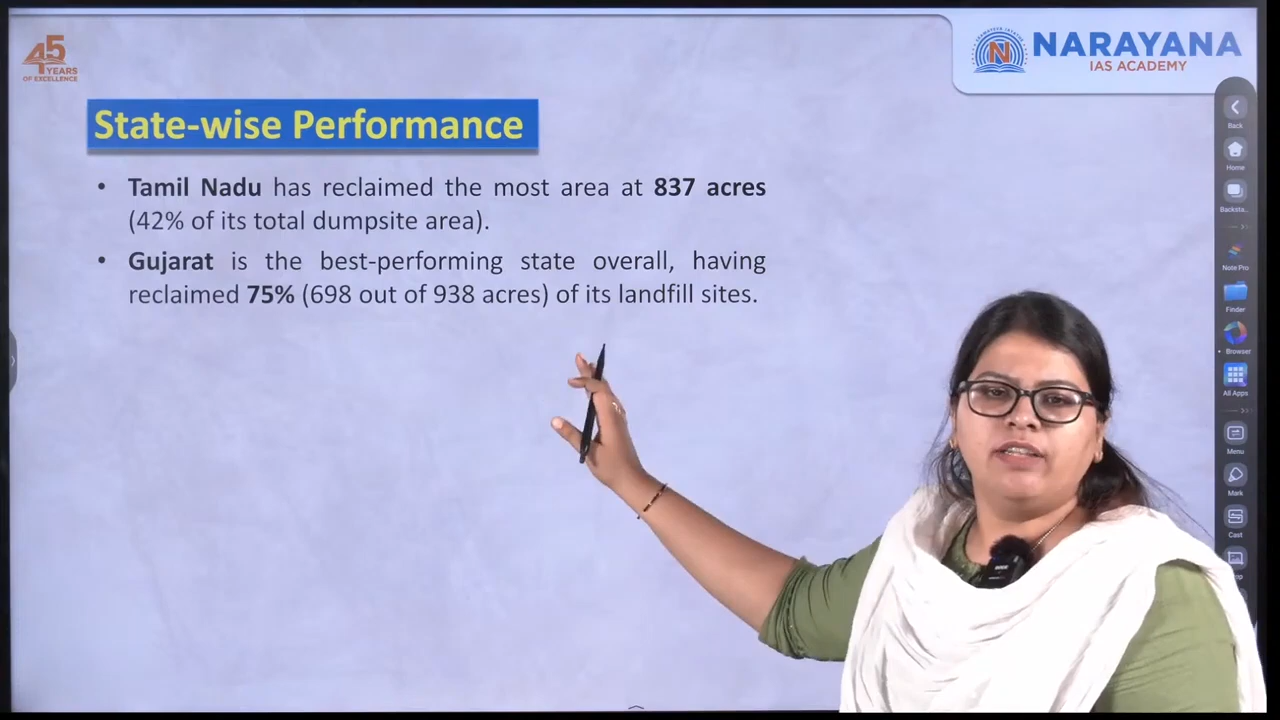 45
YEARS
OF EXCELLENCE
NARAYANA
IAS ACADEMY
N
State-wise Performance
• Tamil Nadu has reclaimed the most area at 837 acres
(42% of its total dumpsite area).
• Gujarat is the best-performing state overall, having
reclaimed 75% (698 out of 938 acres) of its landfill sites.
Back
Home
Backsta...
Note Pro
Finder
Browser
All Apps
Menu
Mark
Cast